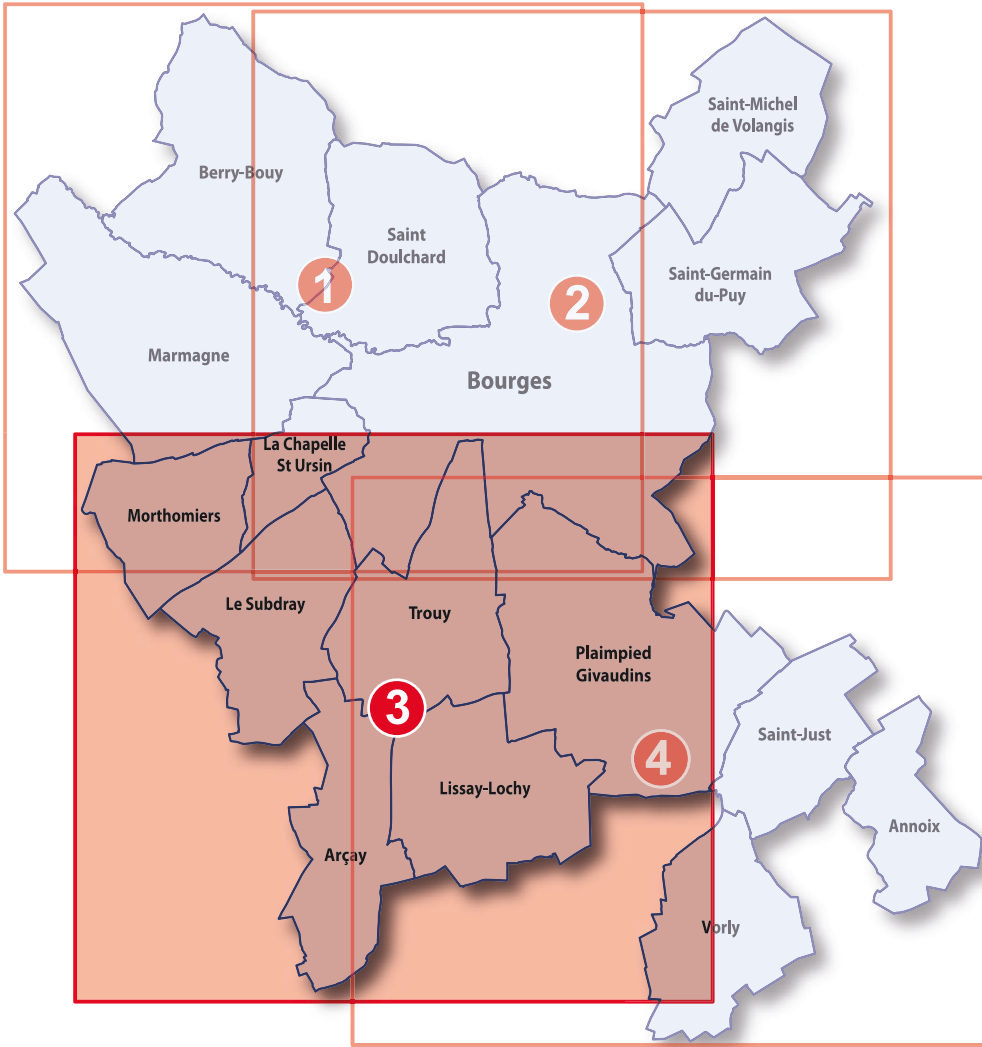 Saint-Michel
de Volangis
Berry-Bouy
Saint
Doulchard
Saint-Germain
du-Puy
1
2
Marmagne
Bourges
La Chapelle
St Ursin
Morthomiers
Le Subdray
Trouy
Plaimpied
Givaudins
3
Saint-Just
4
Lissay-Lochy
Annoix
Arçay
Vorly